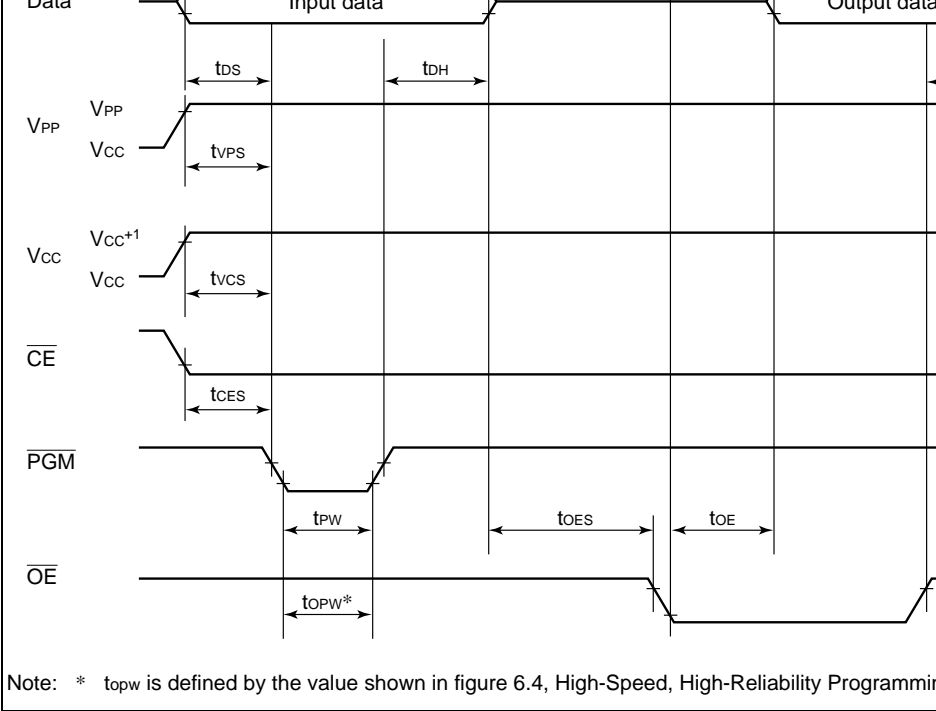 Data Input data Output data
tDS tDH
VPP VPP
VCC tVPS
VCC VCC+1
VCC tVCS
CE
tCES
PGM
tPW tOES tOE
OE
tOPW*
Note: * topw is defined by the value shown in figure 6.4, High-Speed, High-Reliability